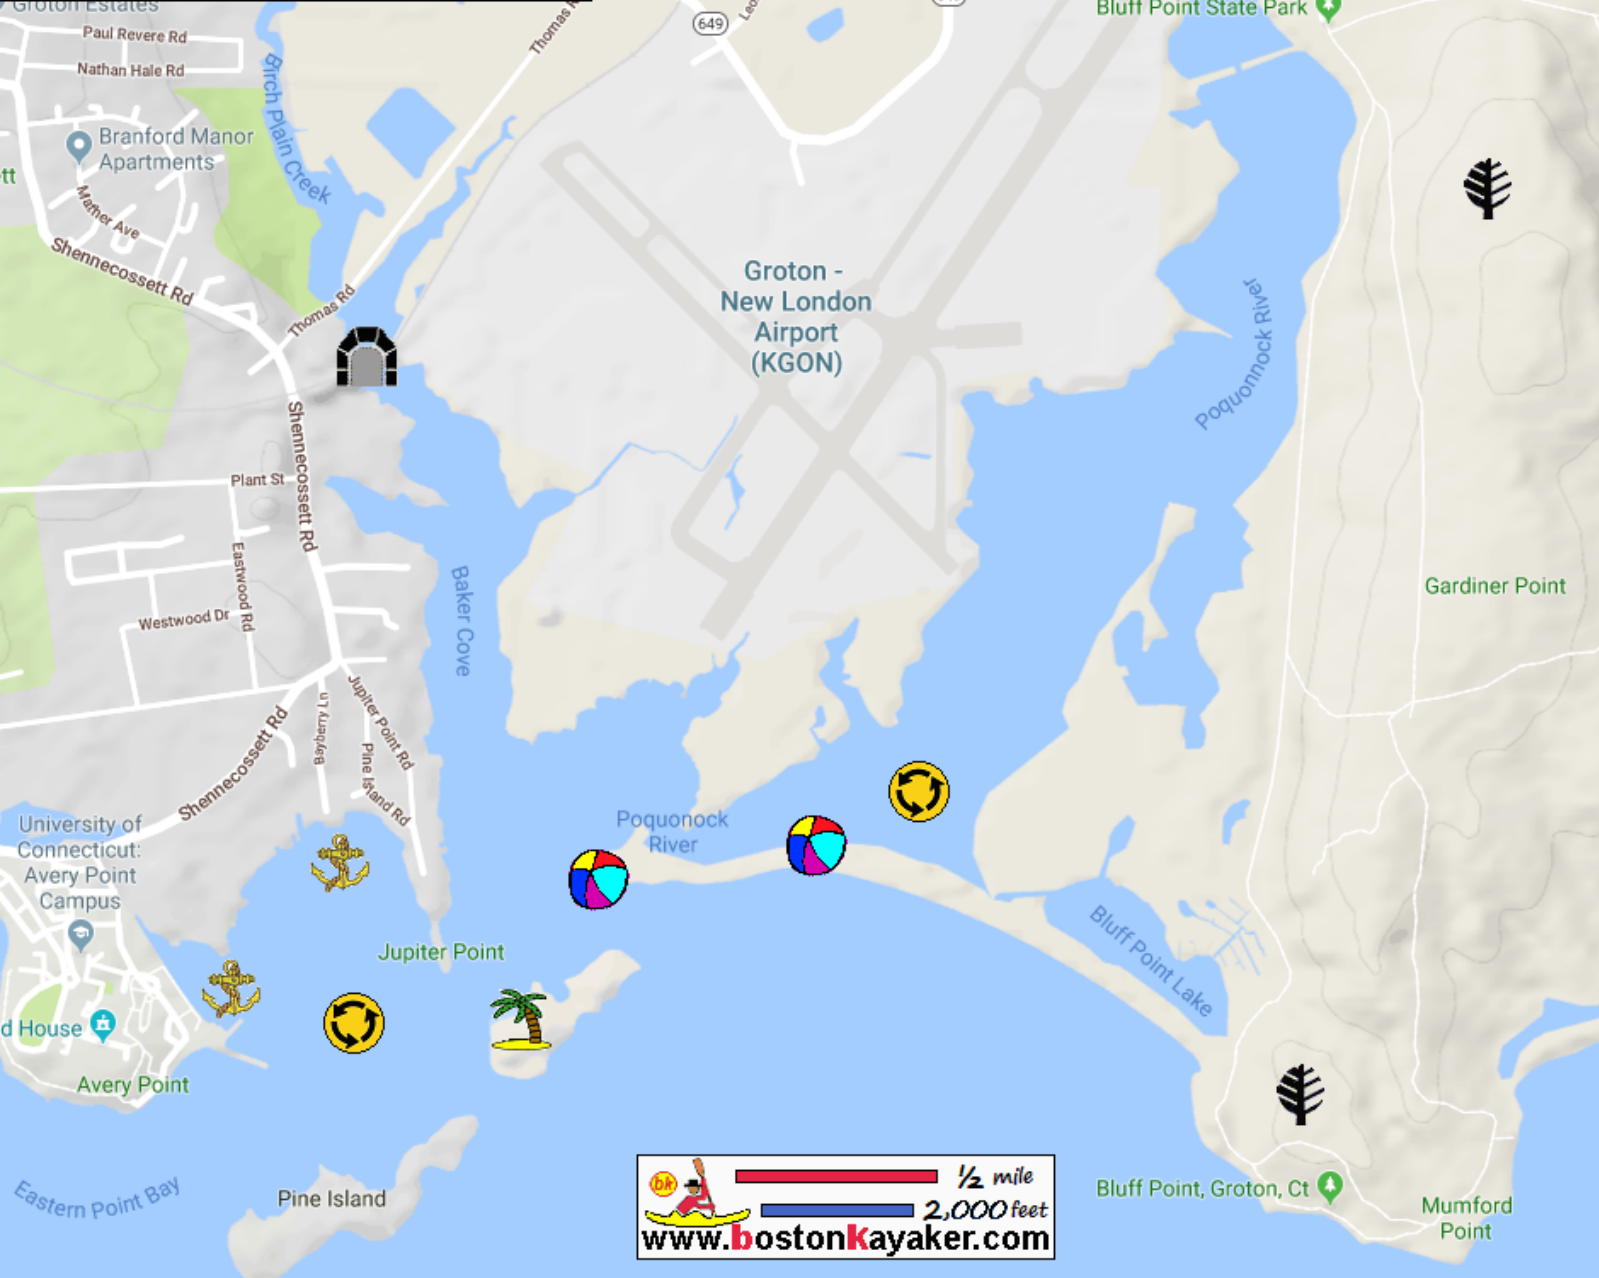 Groton Estates
Paul Revere Rd
Nathan Hale Rd
Birch Plain Creek
Thomas R
649
Leo
Bluff Point State Park
Branford Manor
Apartments
tt
Mather Ave
Shennecossett Rd
Thomas Rd
Groton -
New London
Airport
(KGON)
Poquonnock River
Shennecossett Rd
Plant St
Eastwood Rd
Westwood Dr
Baker Cove
Gardiner Point
Jupiter Point Rd
Bayberry Ln
Pine Island Rd
Shennecossett Rd
University of
Connecticut:
Avery Point
Campus
Poquonock
River
Jupiter Point
Bluff Point Lake
d House
Avery Point
Eastern Point Bay
Pine Island
bk
½ mile
2,000 feet
www.bostonkayaker.com
Bluff Point, Groton, Ct
Mumford
Point